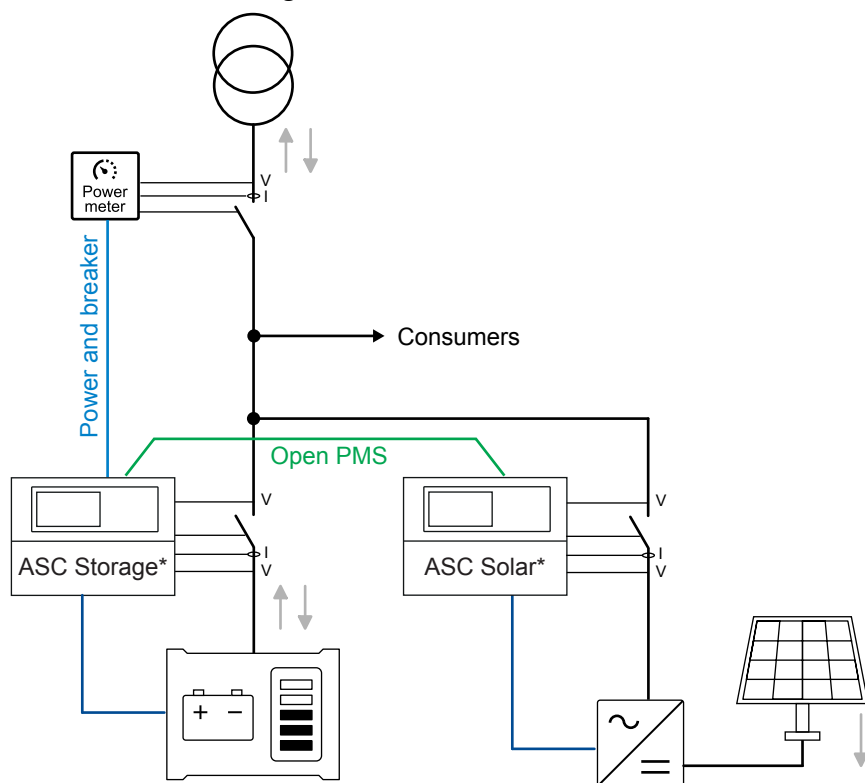 V
I
Power
meter
Power and breaker
Consumers
Open PMS
V
V
ASC Storage*
I
V
ASC Solar*
I
V
+ −